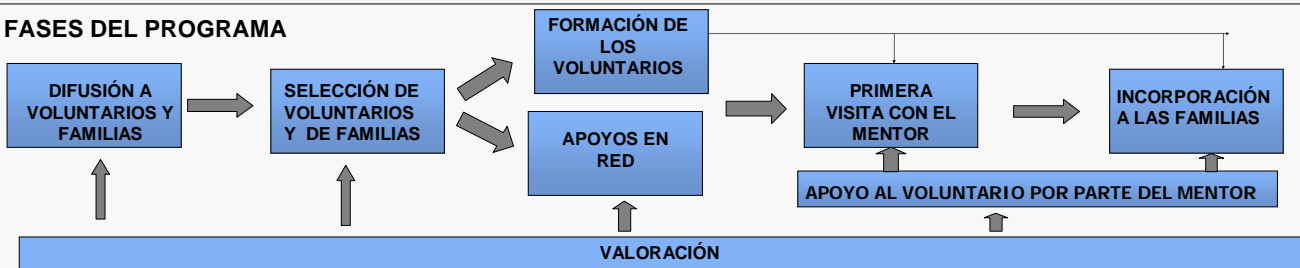 FASES DEL PROGRAMA
DIFUSIÓN A
VOLUNTARIOS Y
FAMILIAS
SELECCIÓN DE
VOLUNTARIOS
Y DE FAMILIAS
FORMACIÓN DE
LOS
VOLUNTARIOS
APOYOS EN
RED
PRIMERA
VISITA CON EL
MENTOR
INCORPORACIÓN
A LAS FAMILIAS
APOYO AL VOLUNTARIO POR PARTE DEL MENTOR
VALORACIÓN